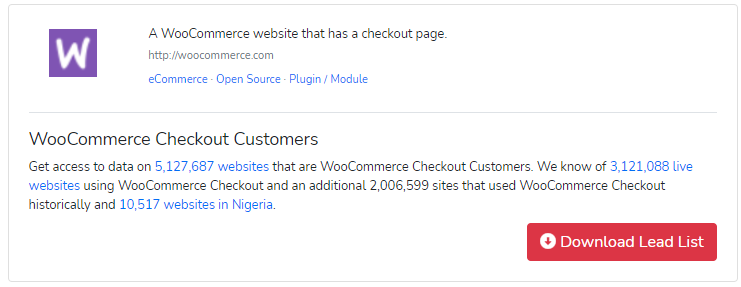 W
A WooCommerce website that has a checkout page.
http://woocommerce.com
eCommerce · Open Source · Plugin / Module
WooCommerce Checkout Customers
Get access to data on 5,127,687 websites that are WooCommerce Checkout Customers. We know of 3,121,088 live
websites using WooCommerce Checkout and an additional 2,006,599 sites that used WooCommerce Checkout
historically and 10,517 websites in Nigeria.
Download Lead List